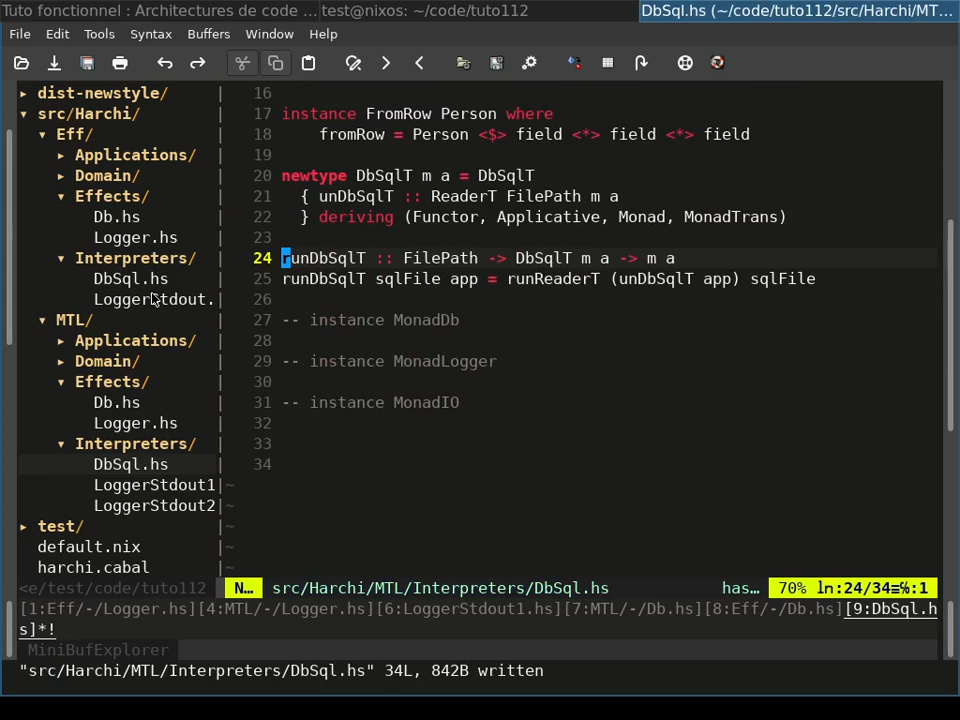 Tuto fonctionnel : Architectures de code ... test@nixos: ~/code/tuto112 DbSql.hs (~/code/tuto112/src/Harchi/MT...
File Edit Tools Syntax Buffers Window Help
▸ dist-newstyle/ | 16
▾ src/Harchi/ | 17 instance FromRow Person where
▾ Eff/ | 18 fromRow = Person <$> field <*> field <*> field
▸ Applications/ | 19
▸ Domain/ | 20 newtype DbSqlT m a = DbSqlT
▾ Effects/ | 21 { unDbSqlT :: ReaderT FilePath m a
Db.hs | 22 } deriving (Functor, Applicative, Monad, MonadTrans)
Logger.hs | 23
▾ Interpreters/ | 24 runDbSqlT :: FilePath -> DbSqlT m a -> m a
DbSql.hs | 25 runDbSqlT sqlFile app = runReaderT (unDbSqlT app) sqlFile
LoggerStdout. | 26
▾ MTL/ | 27 -- instance MonadDb
▸ Applications/ | 28
▸ Domain/ | 29 -- instance MonadLogger
▾ Effects/ | 30
Db.hs | 31 -- instance MonadIO
Logger.hs | 32
▾ Interpreters/ | 33
DbSql.hs | 34
LoggerStdout1|~
LoggerStdout2|~
▸ test/ |~
default.nix |~
harchi.cabal |~
<e/test/code/tuto112 N... src/Harchi/MTL/Interpreters/DbSql.hs has... 70% ln:24/34≡℅:1
[1:Eff/-/Logger.hs][4:MTL/-/Logger.hs][6:LoggerStdout1.hs][7:MTL/-/Db.hs][8:Eff/-/Db.hs][9:DbSql.h
s]*!
MiniBufExplorer
"src/Harchi/MTL/Interpreters/DbSql.hs" 34L, 842B written